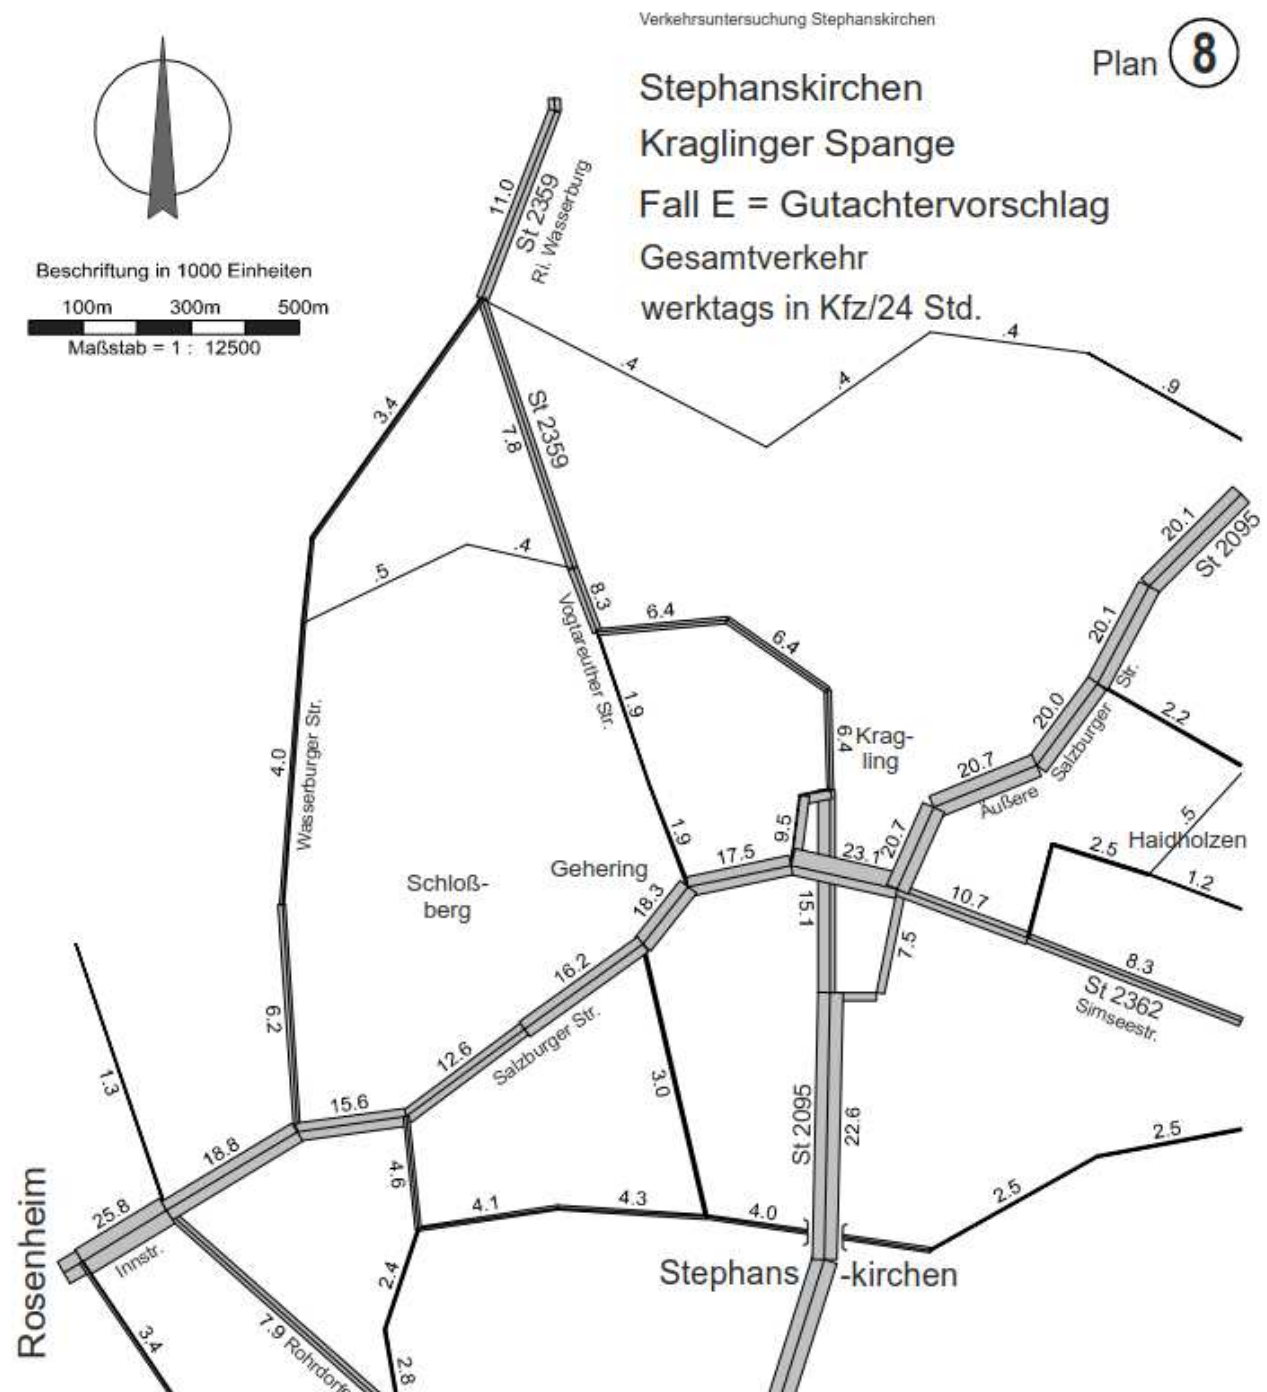 Verkehrsuntersuchung Stephanskirchen
Plan 8
Stephanskirchen
Kraglinger Spange
Fall E = Gutachtervorschlag
Gesamtverkehr
werktags in Kfz/24 Std.
Beschriftung in 1000 Einheiten
100m 300m 500m
Maßstab = 1 : 12500
11.0
St 2359
Ri. Wasserburg
.4
.4
.4
.9
3.4
St 2359
7.8
20.1
St 2095
.5
.4
8.3
6.4
6.4
20.1
Vogtareuther Str.
1.9
6.4
Krag-
ling
20.0
Str.
2.2
Salzburger
Äußere
20.7
4.0
Wasserburger Str.
1.9
9.5
20.7
.5
Haidholzen
2.5
1.2
17.5
23.1
Gehering
Schloß-
berg
18.3
15.1
10.7
7.5
8.3
St 2362
Simseestr.
16.2
6.2
12.6
Salzburger Str.
1.3
15.6
3.0
St 2095
22.6
18.8
4.6
2.5
2.5
4.1
4.3
4.0
25.8
Innstr.
Rosenheim
Stephans -kirchen
2.4
3.4
7.9 Rohrdorfe
2.8